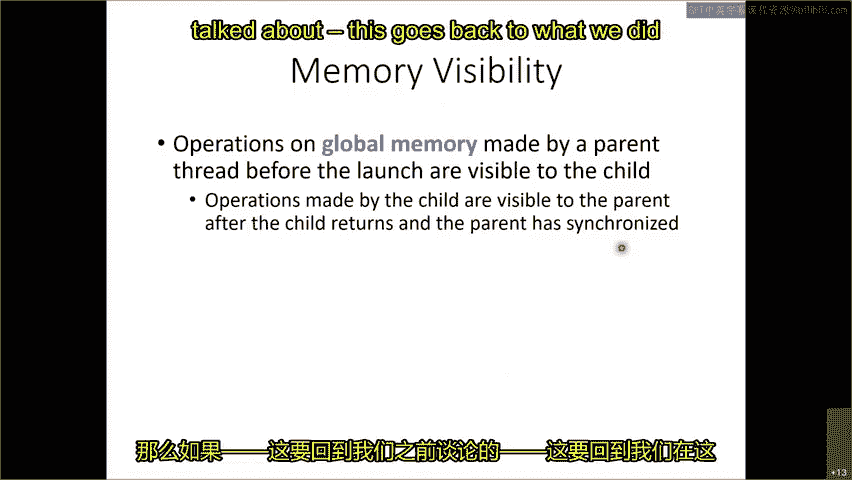 talked about – this goes back to what we did
Memory Visibility
• Operations on global memory made by a parent
thread before the launch are visible to the child
• Operations made by the child are visible to the parent
after the child returns and the parent has synchronized
那么如果——这要回到我们之前谈论的——这要回到我们在这
+13